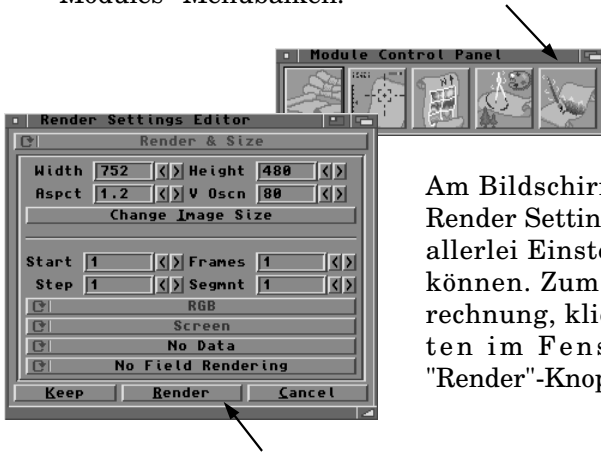 Modules" Menübalken.
Module Control Panel
Render Settings Editor
Render & Size
Width 752 Height 480
Aspct 1.2 V Oscn 80
Change Image Size
Start 1 Frames 1
Step 1 Segmnt 1
RGB
Screen
No Data
No Field Rendering
Keep Render Cancel
Am Bildschir
Render Settin
allerlei Einste
können. Zum
rechnung, klic
ten im Fens
"Render"-Knop